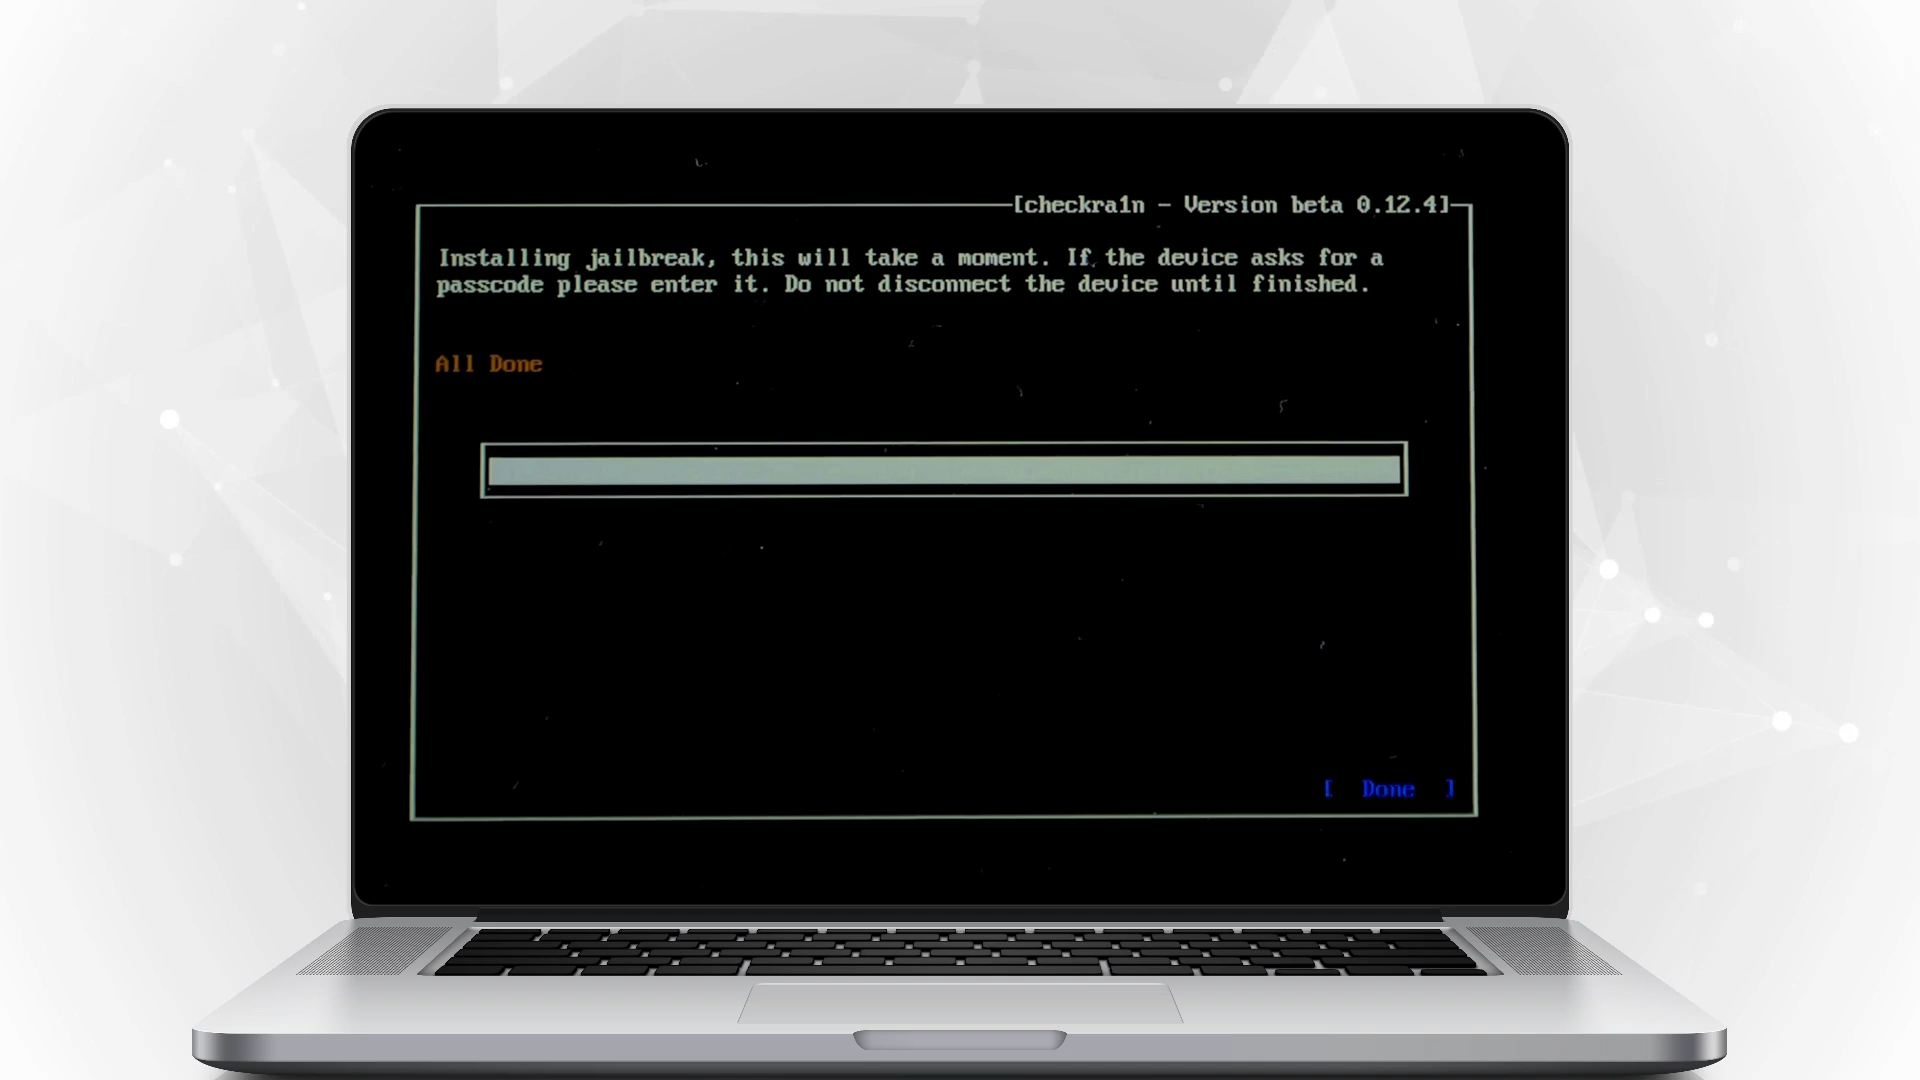 [checkra1n - Version beta 0.12.4]
Installing jailbreak, this will take a moment. If the device asks for a
passcode please enter it. Do not disconnect the device until finished.
All Done
[ Done ]